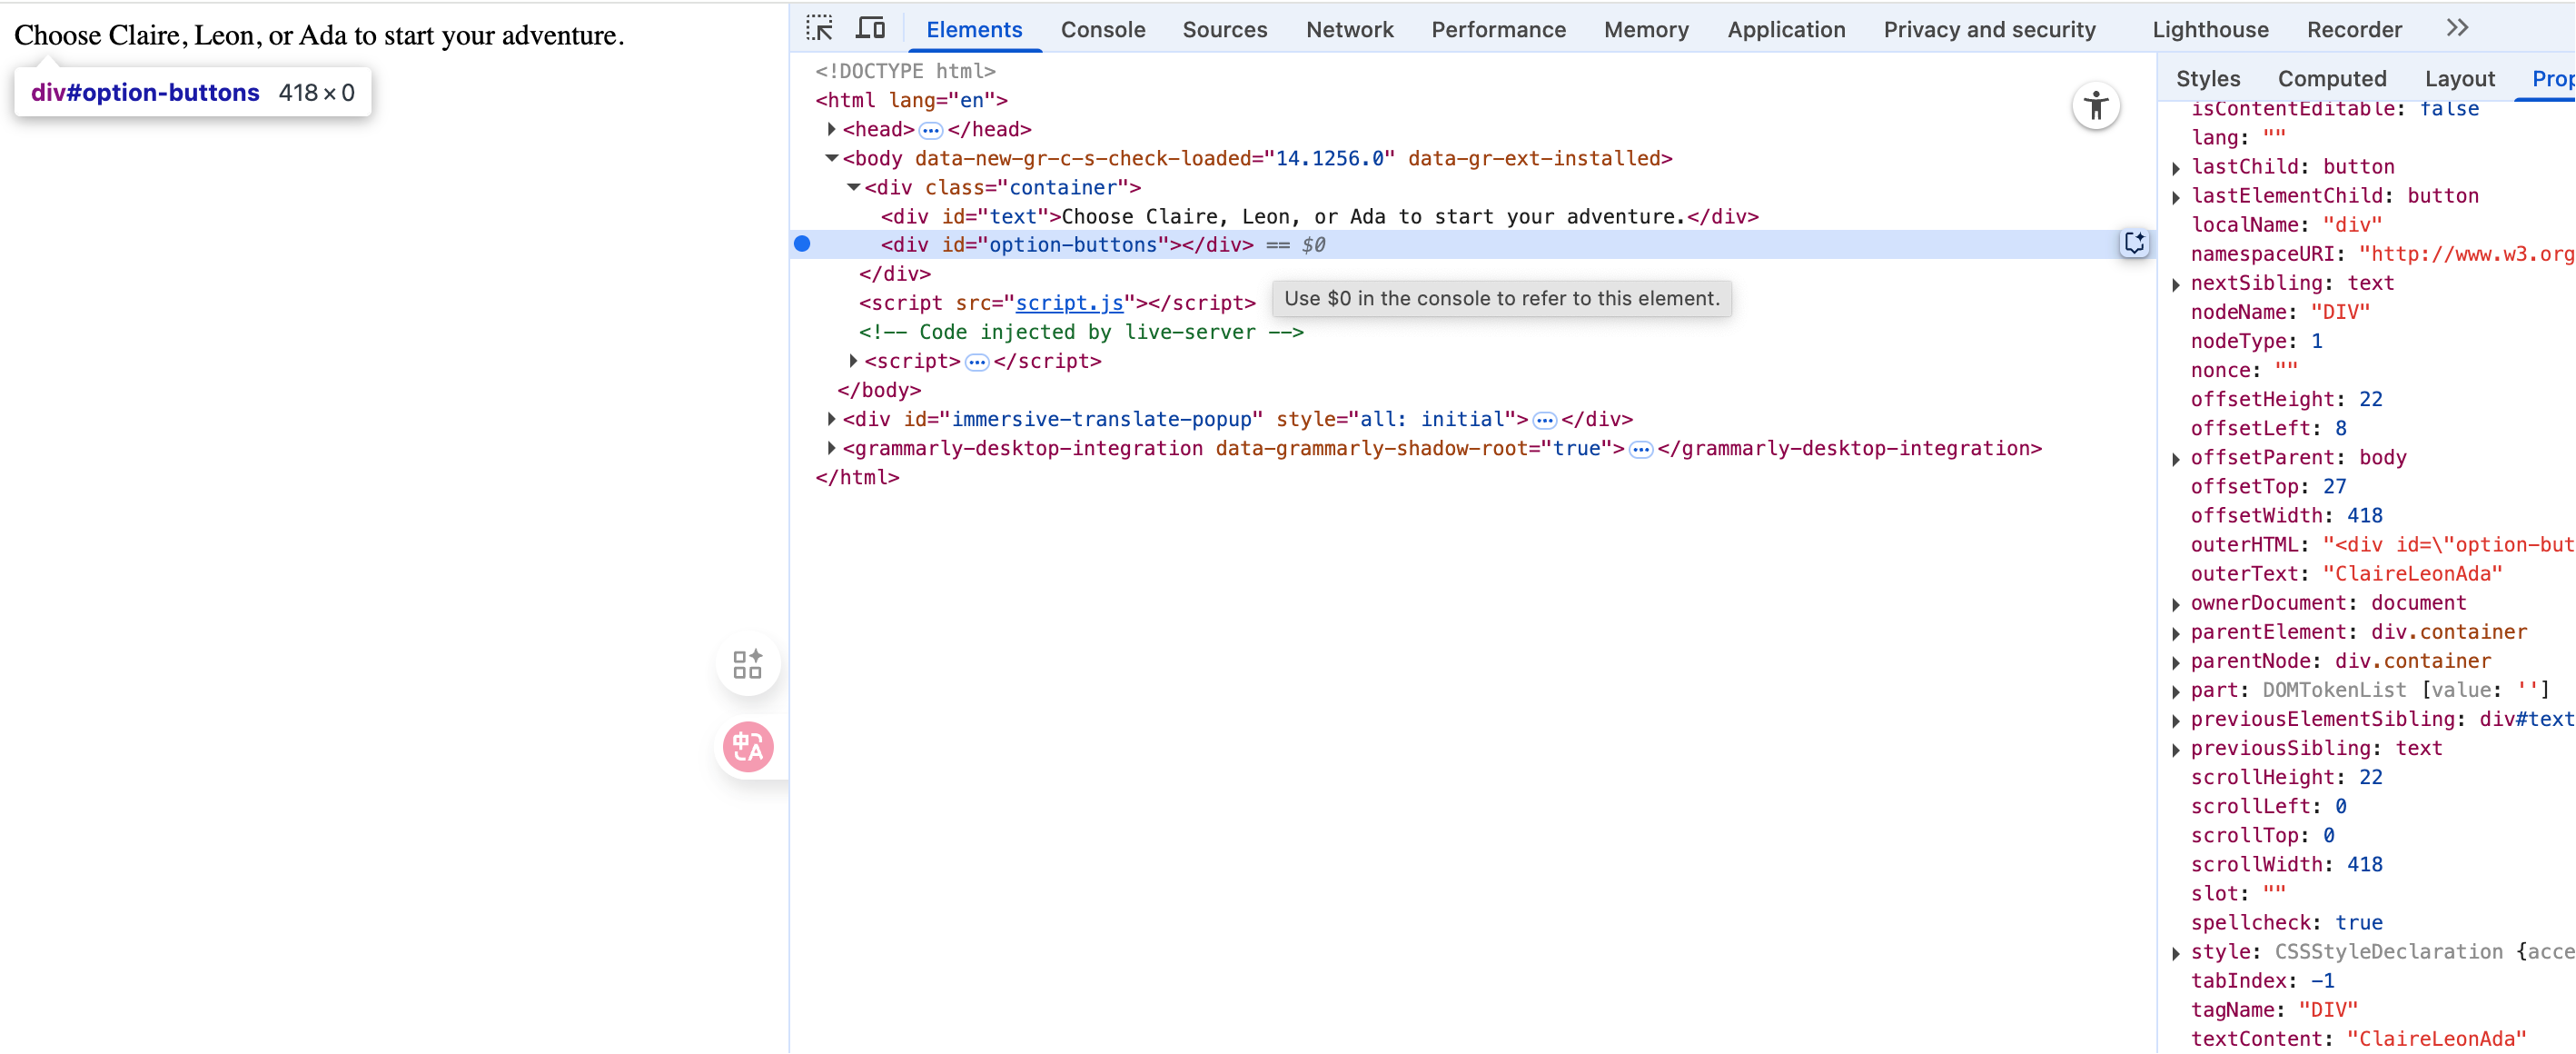 Choose Claire, Leon, or Ada to start your adventure.
div#option-buttons 418 × 0
Elements Console Sources Network Performance Memory Application Privacy and security Lighthouse Recorder
<!DOCTYPE html>
<html lang="en">
<head> ••• </head>
<body data-new-gr-c-s-check-loaded="14.1256.0" data-gr-ext-installed>
<div class="container">
<div id="text">Choose Claire, Leon, or Ada to start your adventure.</div>
<div id="option-buttons"></div> == $0
</div>
<script src="script.js"></script>
Use $0 in the console to refer to this element.
<!-- Code injected by live-server -->
<script> ••• </script>
</body>
<div id="immersive-translate-popup" style="all: initial"> ••• </div>
<grammarly-desktop-integration data-grammarly-shadow-root="true"> ••• </grammarly-desktop-integration>
</html>
Styles Computed Layout Prop
isContentEditable: false
lang: ""
lastChild: button
lastElementChild: button
localName: "div"
namespaceURI: "http://www.w3.org
nextSibling: text
nodeName: "DIV"
nodeType: 1
nonce: ""
offsetHeight: 22
offsetLeft: 8
offsetParent: body
offsetTop: 27
offsetWidth: 418
outerHTML: "<div id=\"option-but
outerText: "ClaireLeonAda"
ownerDocument: document
parentElement: div.container
parentNode: div.container
part: DOMTokenList [value: '']
previousElementSibling: div#text
previousSibling: text
scrollHeight: 22
scrollLeft: 0
scrollTop: 0
scrollWidth: 418
slot: ""
spellcheck: true
style: CSSStyleDeclaration {acce
tabIndex: -1
tagName: "DIV"
textContent: "ClaireLeonAda"
中A